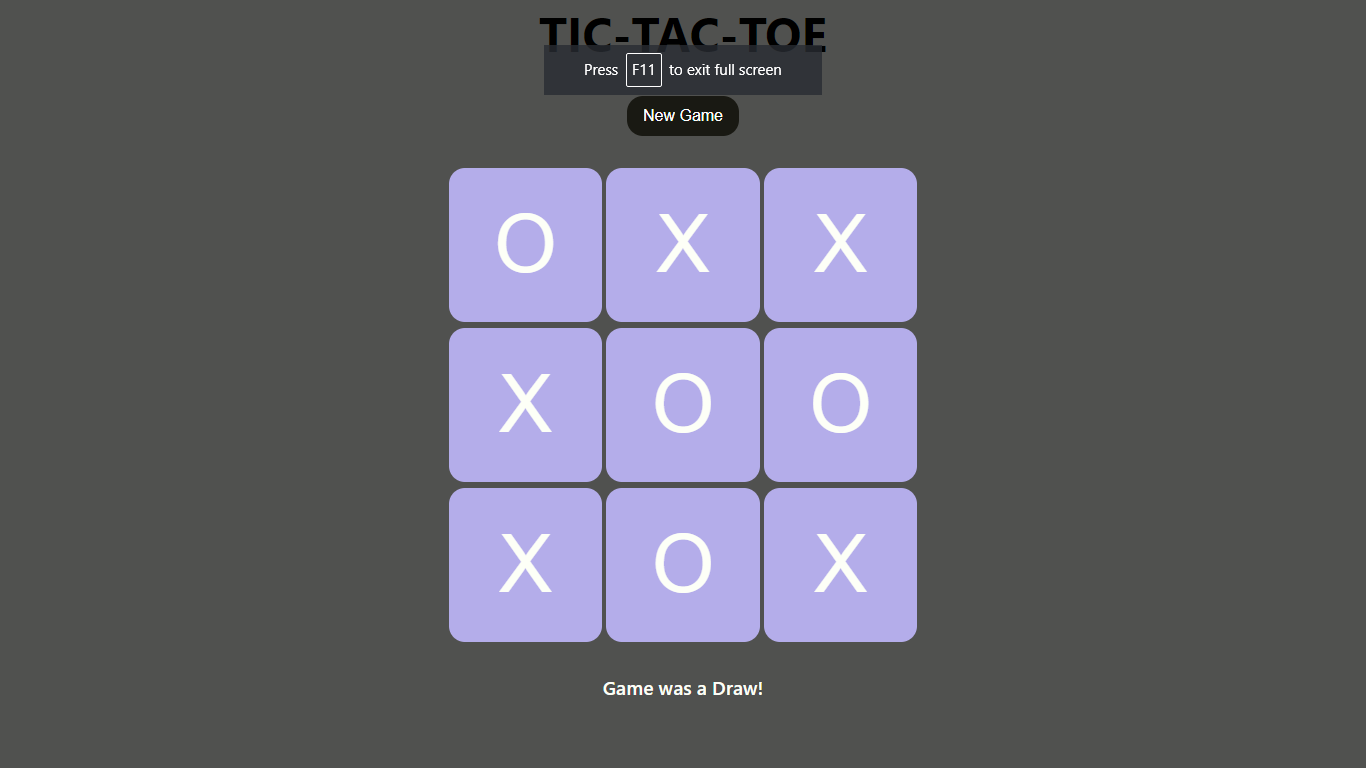 TIC-TAC-TOE
Press F11 to exit full screen
New Game
O X X
X O O
X O X
Game was a Draw!